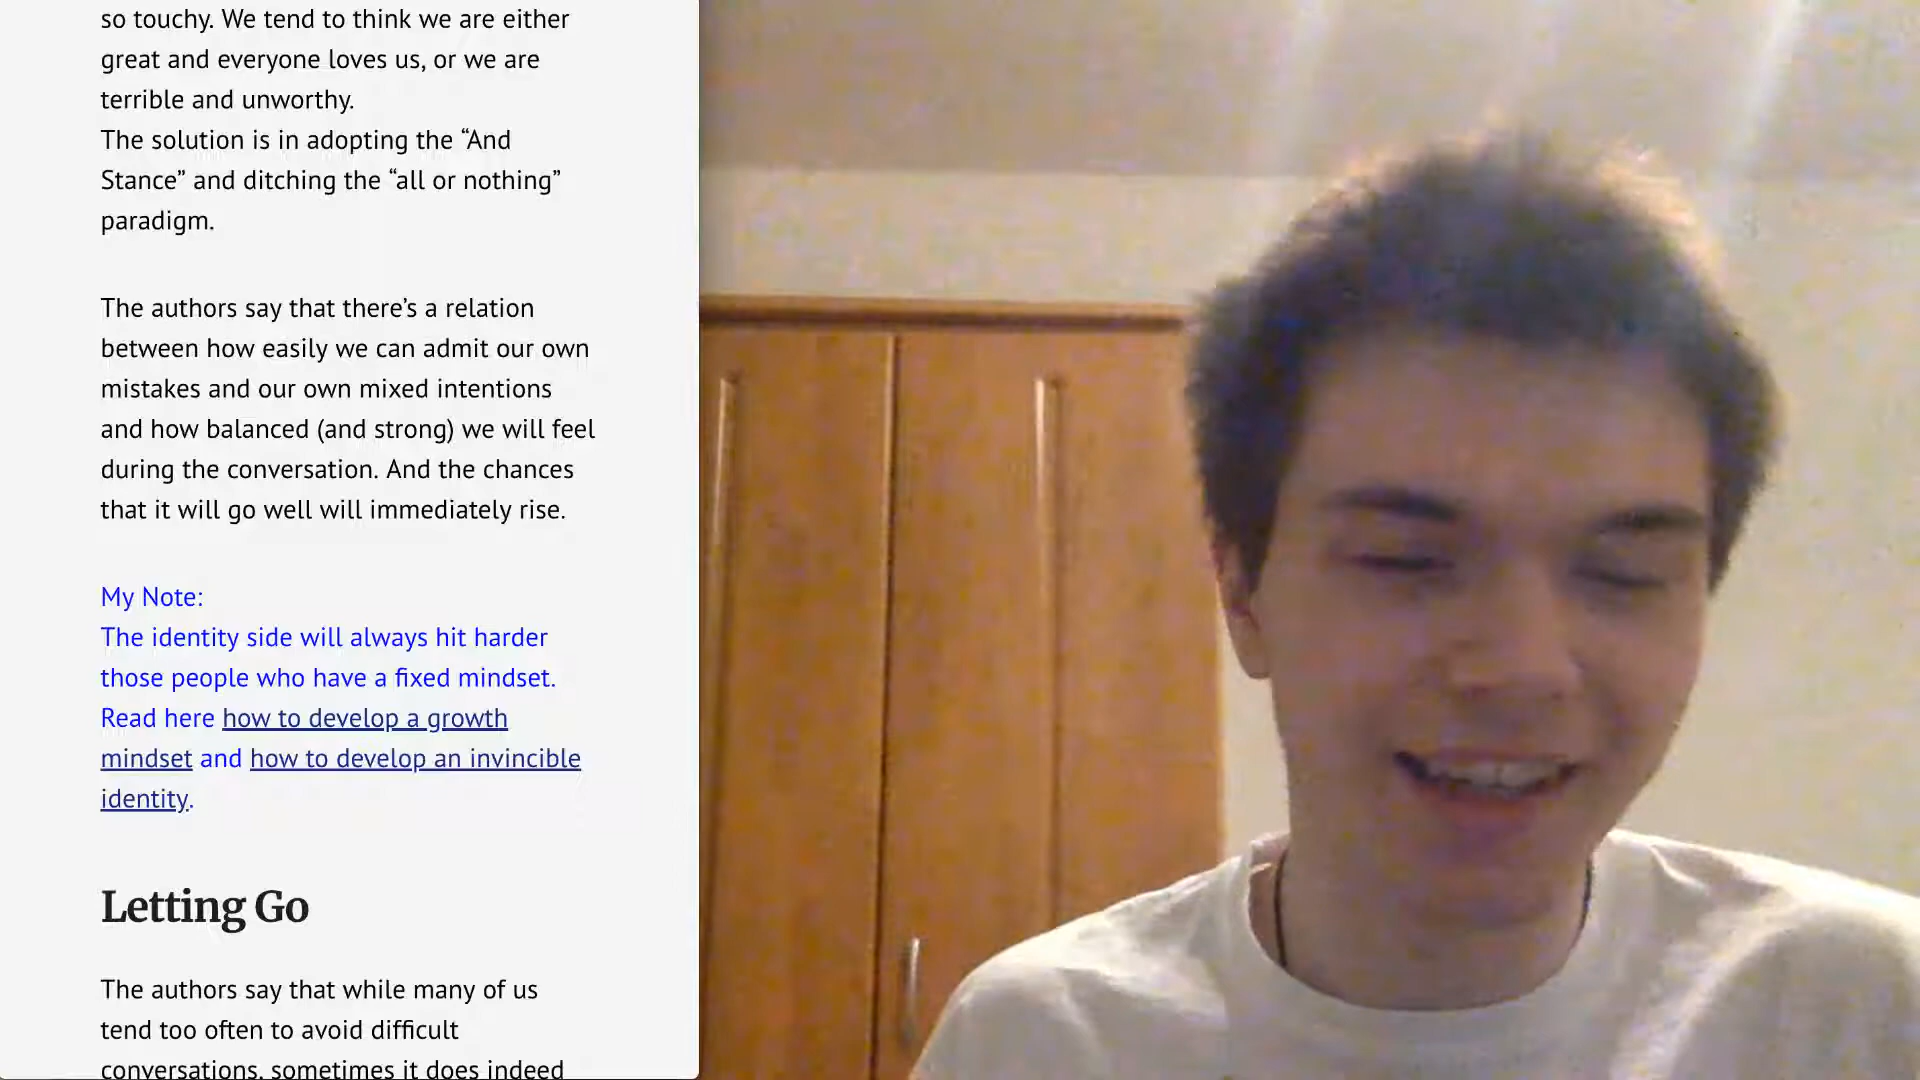 so touchy. We tend to think we are either
great and everyone loves us, or we are
terrible and unworthy.
The solution is in adopting the “And
Stance” and ditching the “all or nothing”
paradigm.
The authors say that there’s a relation
between how easily we can admit our own
mistakes and our own mixed intentions
and how balanced (and strong) we will feel
during the conversation. And the chances
that it will go well will immediately rise.
My Note:
The identity side will always hit harder
those people who have a fixed mindset.
Read here how to develop a growth
mindset and how to develop an invincible
identity.
Letting Go
The authors say that while many of us
tend too often to avoid difficult
conversations, sometimes it does indeed